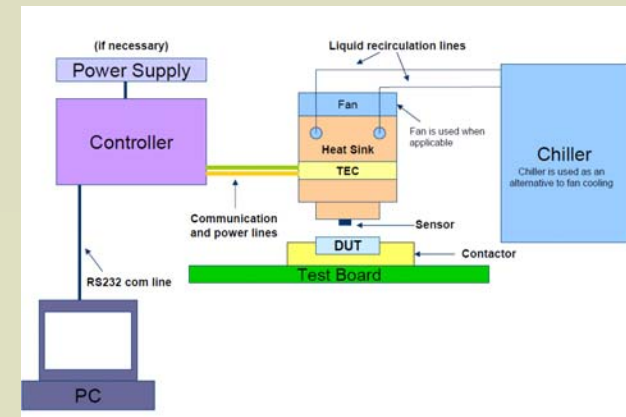 (if necessary)
Power Supply
Controller
Liquid recirculation lines
Fan
Fan is used when
applicable
Heat Sink
TEC
Chiller
Chiller is used as an
alternative to fan cooling
Communication
and power lines
Sensor
DUT
Contactor
Test Board
RS232 com line
PC